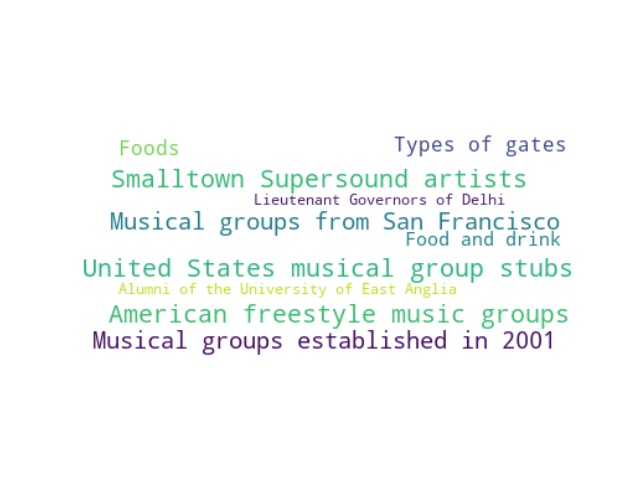 Types of gates
Foods
Smalltown Supersound artists
Lieutenant Governors of Delhi
Musical groups from San Francisco
Food and drink
United States musical group stubs
Alumni of the University of East Anglia
American freestyle music groups
Musical groups established in 2001